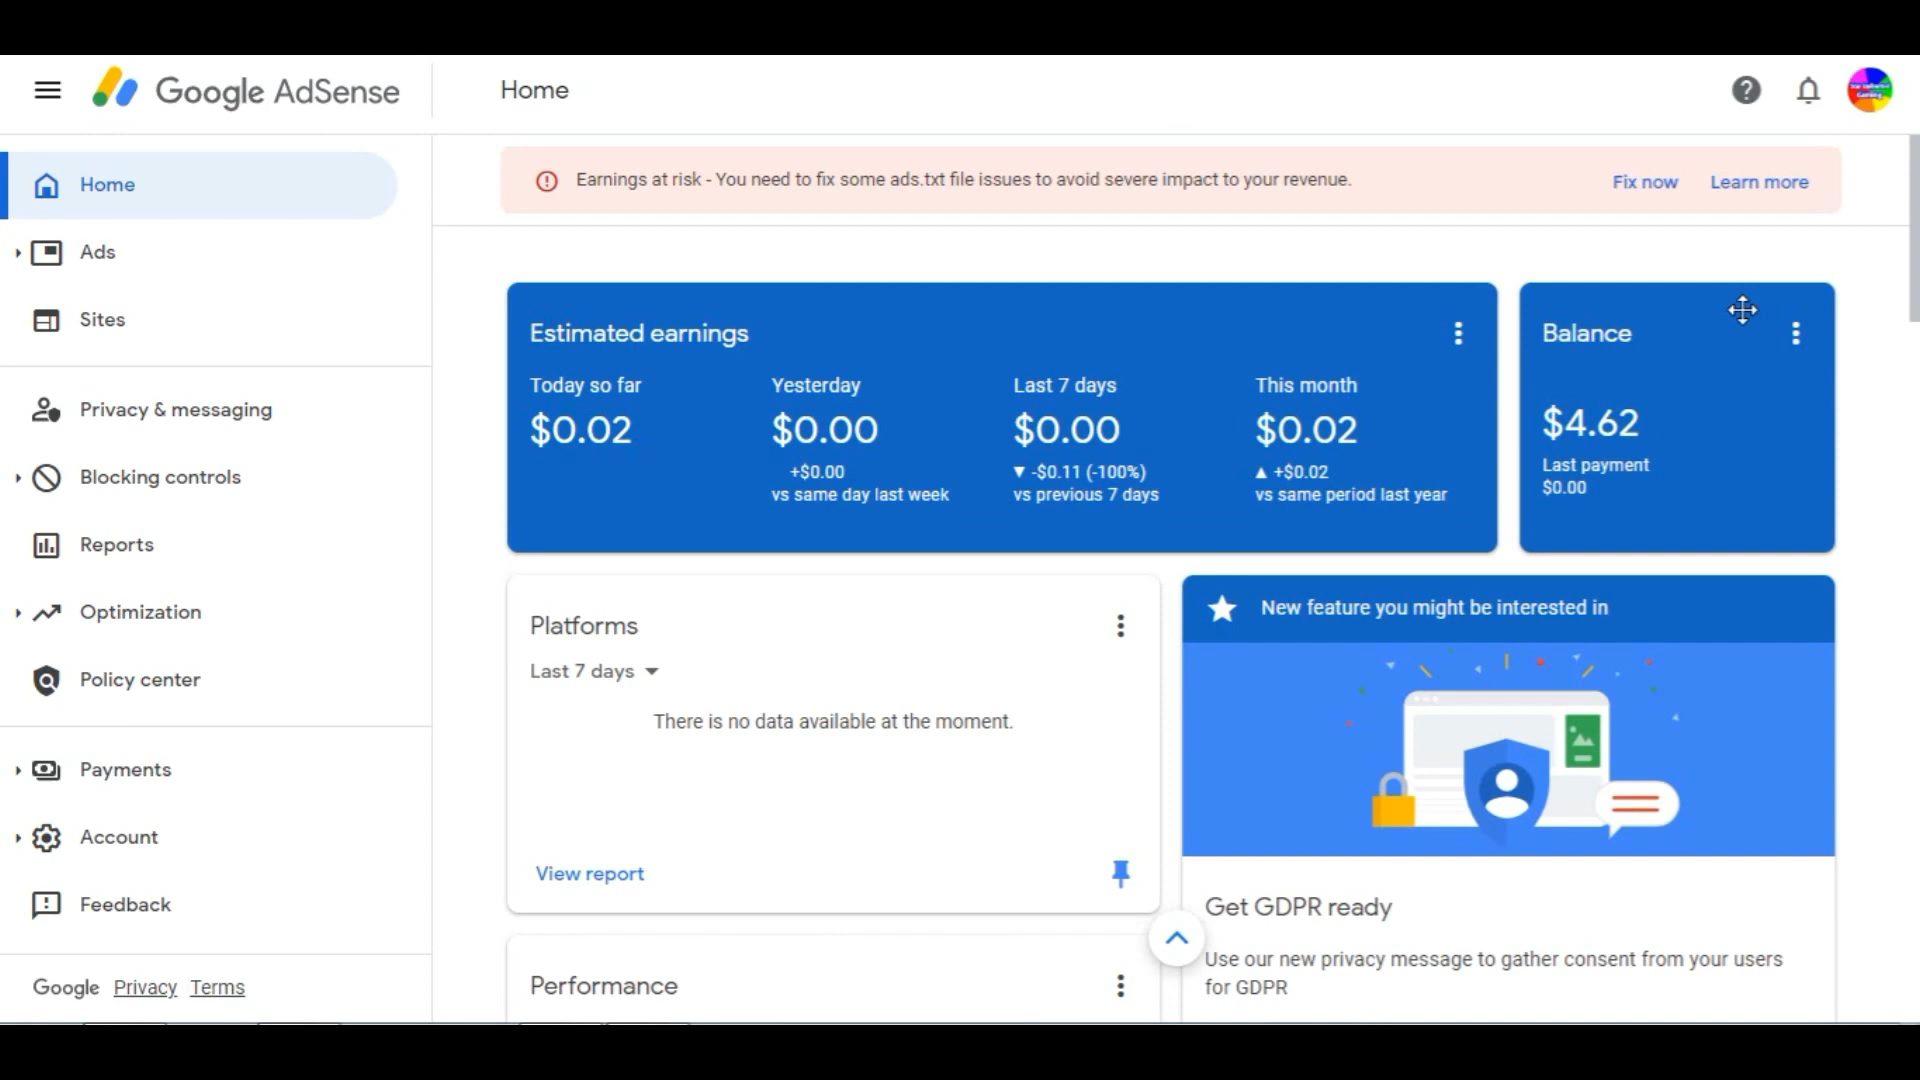 Google AdSense
Home
Home
Ads
Sites
Privacy & messaging
Blocking controls
Reports
Optimization
Policy center
Payments
Account
Feedback
Google Privacy Terms
Earnings at risk - You need to fix some ads.txt file issues to avoid severe impact to your revenue.
Fix now
Learn more
Estimated earnings
Today so far
$0.02
Yesterday
$0.00
+$0.00
vs same day last week
Last 7 days
$0.00
▼ -$0.11 (-100%)
vs previous 7 days
This month
$0.02
▲ +$0.02
vs same period last year
Balance
$4.62
Last payment
$0.00
Platforms
Last 7 days
There is no data available at the moment.
View report
Performance
New feature you might be interested in
Get GDPR ready
Use our new privacy message to gather consent from your users
for GDPR